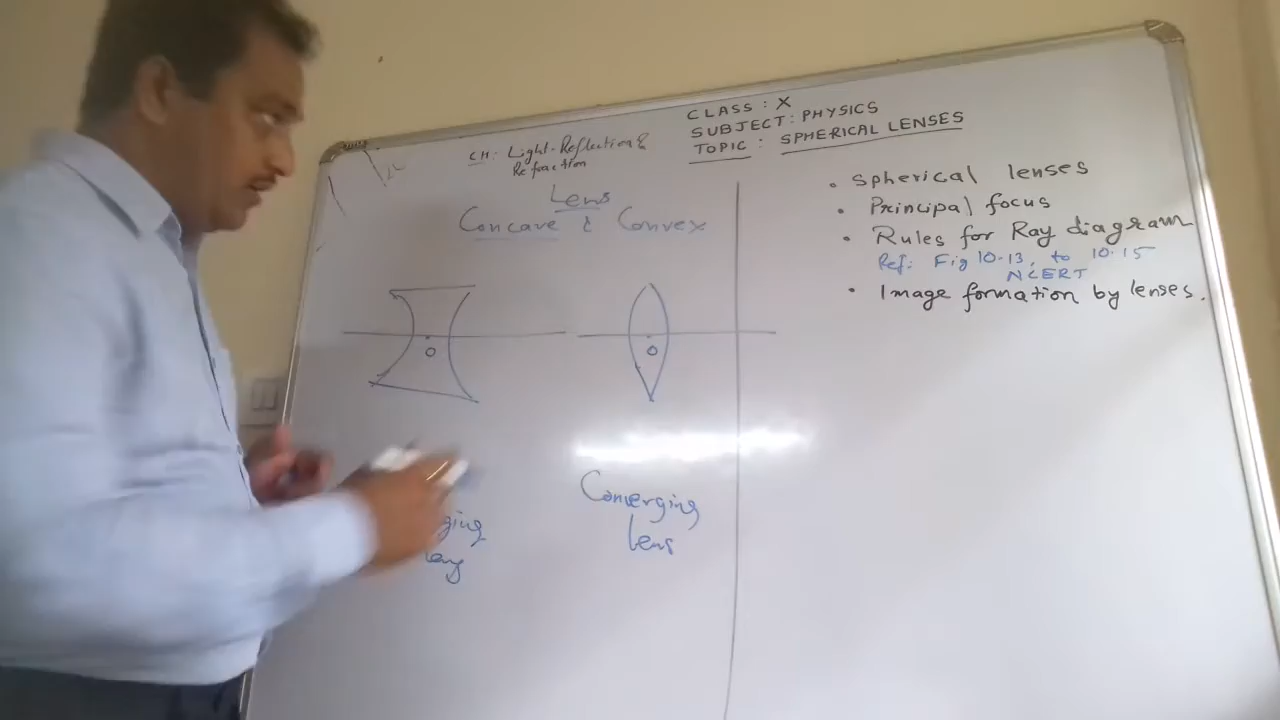 CLASS : X
SUBJECT: PHYSICS
TOPIC : SPHERICAL LENSES
CH: Light-Reflection &
Refraction
Lens
Concave & Convex
O
O
Converging
lens
ging
• Spherical lenses
• Principal focus
• Rules for Ray diagram
Ref: Fig 10.13, to 10.15
NCERT
• Image formation by lenses.